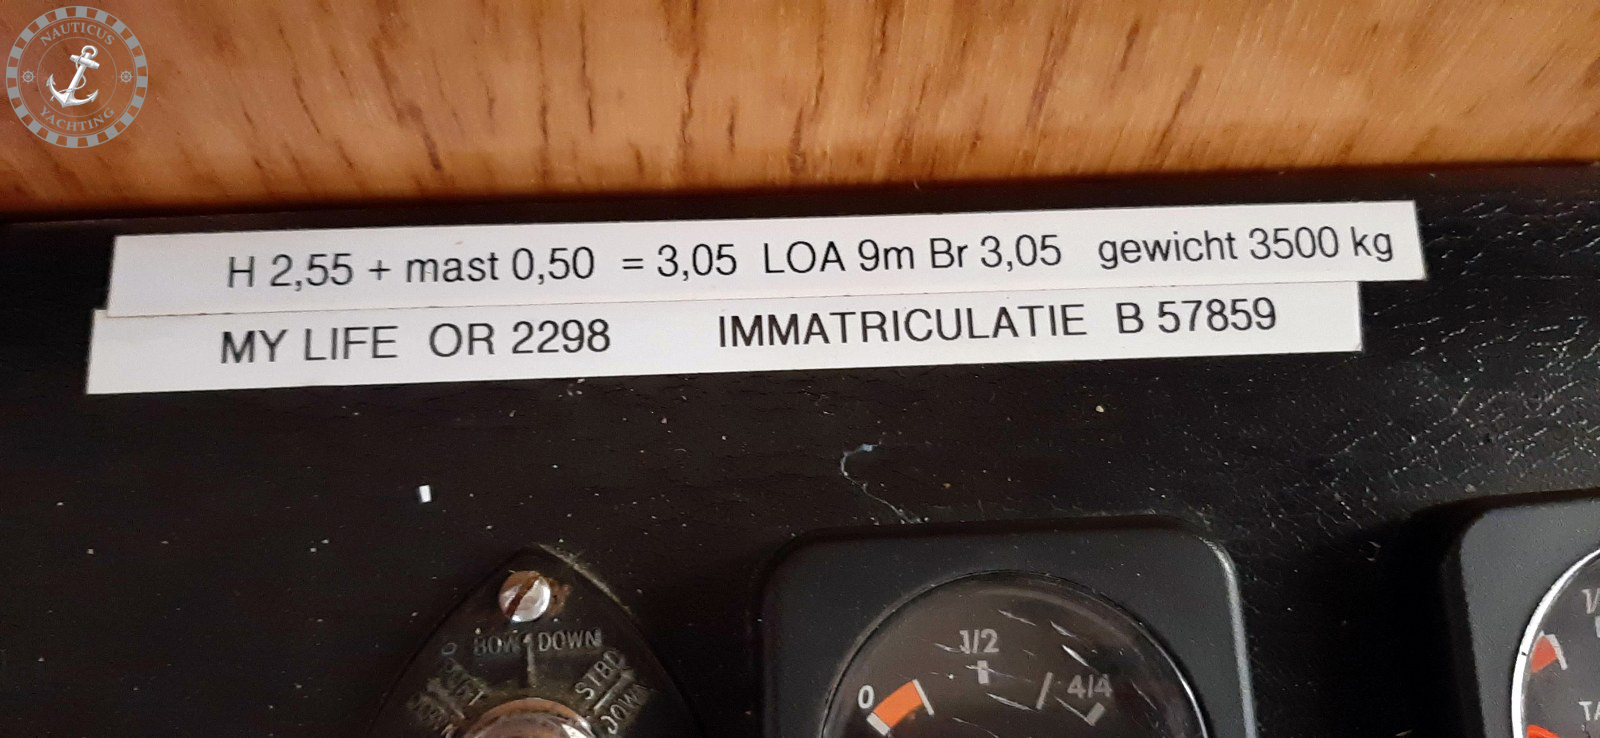 NAUTICUS
YACHTING
H 2,55 + mast 0,50 = 3,05 LOA 9m Br 3,05 gewicht 3500 kg
MY LIFE OR 2298 IMMATRICULATIE B 57859
BOW DOWN
STBD
DOWN
0 1/2 4/4